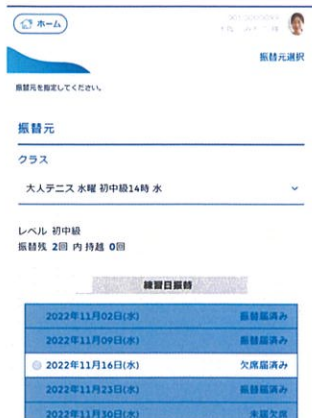 ホーム
振替元選択
振替元を指定してください。
振替元
クラス
大人テニス 水曜 初中級14時 水
レベル 初中級
振替残 2回 内 持越 0回
練習日振替
2022年11月02日(水) 振替届済み
2022年11月09日(水) 振替届済み
2022年11月16日(水) 欠席届済み
2022年11月23日(水) 振替届済み
2022年11月30日(水) 未届欠席